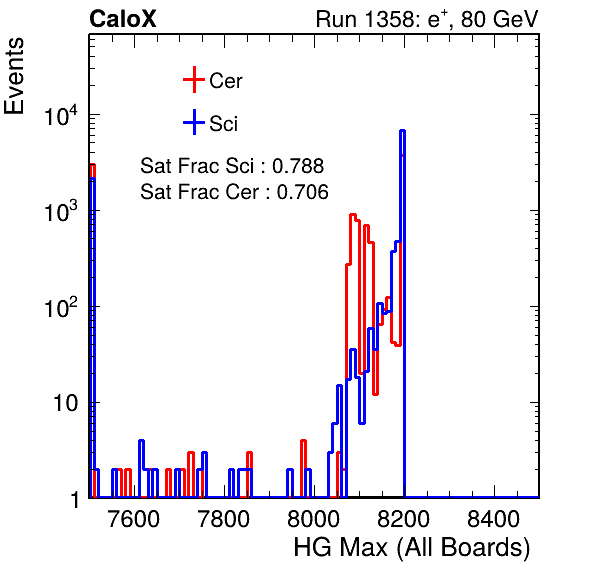 CaloX Run 1358: e⁺, 80 GeV
Events
Cer
Sci
Sat Frac Sci : 0.788
Sat Frac Cer : 0.706
10⁴
10³
10²
10
1
7600 7800 8000 8200 8400
HG Max (All Boards)